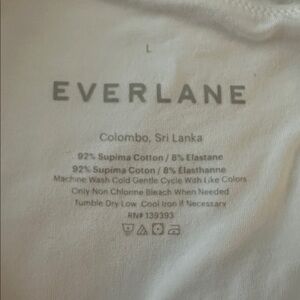 L
EVERLANE
Colombo, Sri Lanka
92% Supima Cotton / 8% Elastane
92% Supima Coton / 8% Elasthanne
Machine Wash Cold Gentle Cycle With Like Colors
Only Non Chlorine Bleach When Needed
Tumble Dry Low .Cool Iron if Necessary
RN# 139393